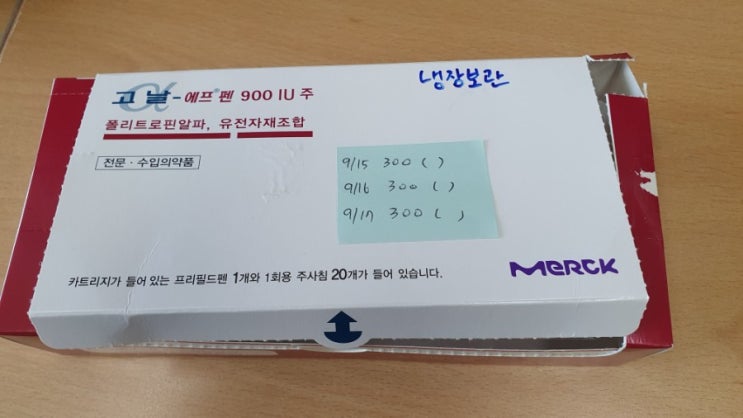 냉장보관
고날-에프® 펜 900 IU 주
폴리트로핀알파, 유전자재조합
전문 · 수입의약품
9/15 300 ( )
9/16 300 ( )
9/17 300 ( )
카트리지가 들어 있는 프리필드펜 1개와 1회용 주사침 20개가 들어 있습니다.
MERCK